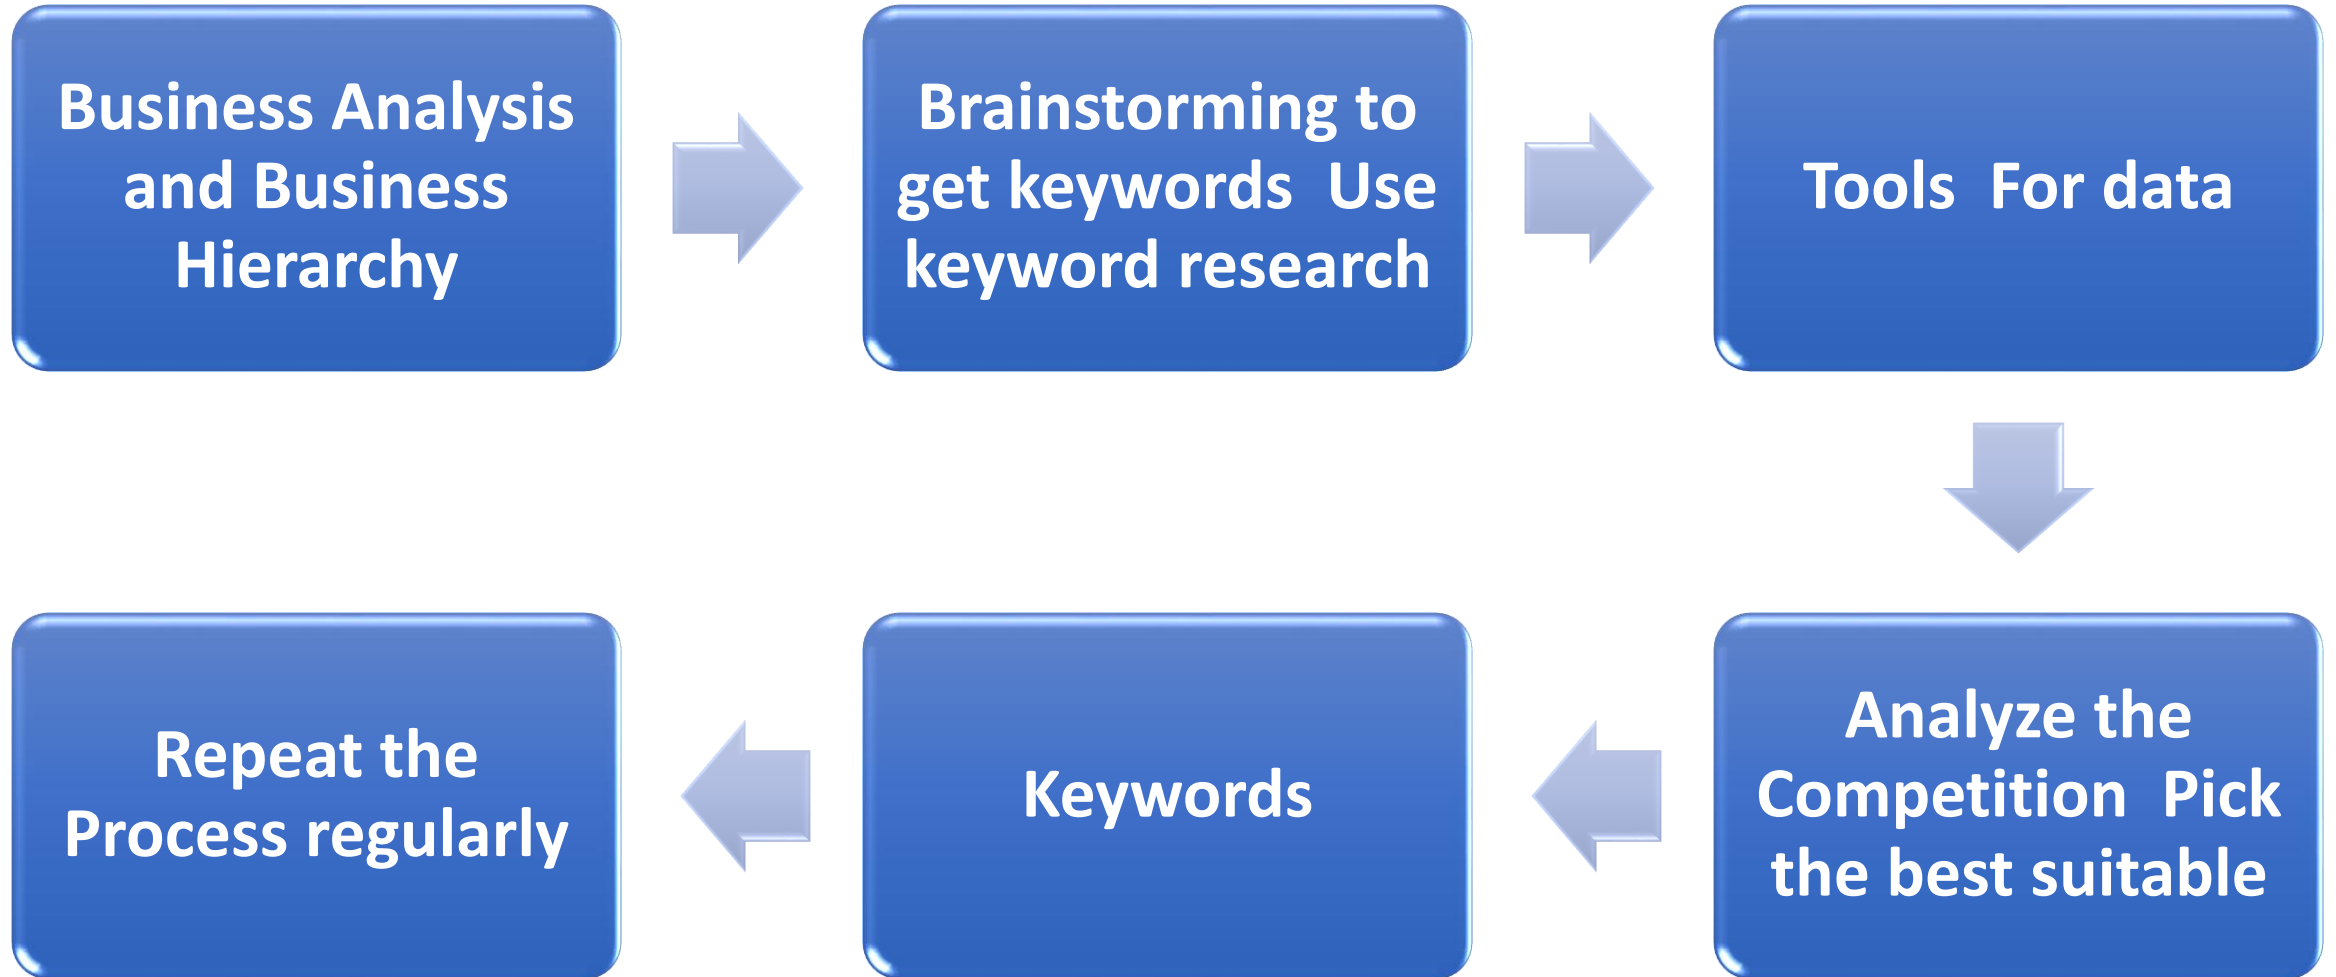 Business Analysis
and Business
Hierarchy
Brainstorming to
get keywords  Use
keyword research
Tools  For data
Analyze the
Competition  Pick
the best suitable
Keywords
Repeat the
Process regularly